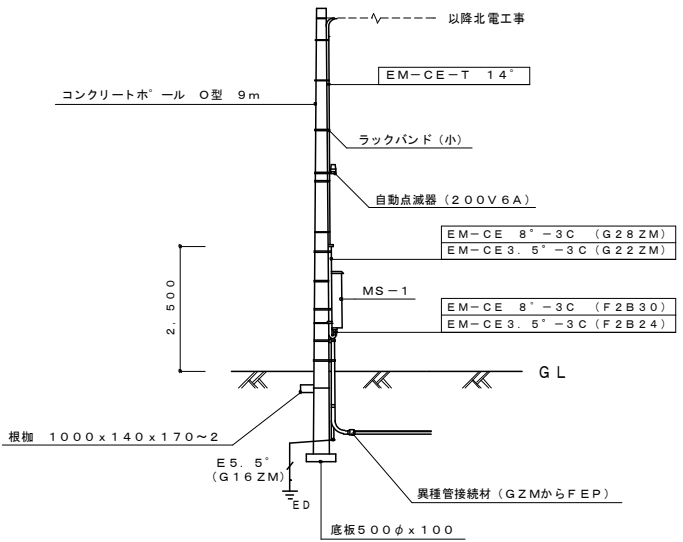 以降北電工事
EM−CE−T 14°
コンクリートポール O型 9m
ラックバンド(小)
自動点滅器(200V6A)
EM−CE 8°−3C (G28ZM)
EM−CE3.5°−3C(G22ZM)
2,500
MS−1
EM−CE 8°−3C (F2B30)
EM−CE3.5°−3C(F2B24)
GL
根枷 1000x140x170~2
E5.5°
(G16ZM)
ED
異種管接続材(GZMからFEP)
底板500φx100